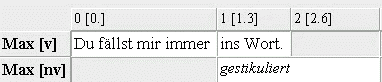 0 [0.] 1 [1.3] 2 [2.6]
Max [v] Du fällst mir immer ins Wort.
Max [nv] gestikuliert